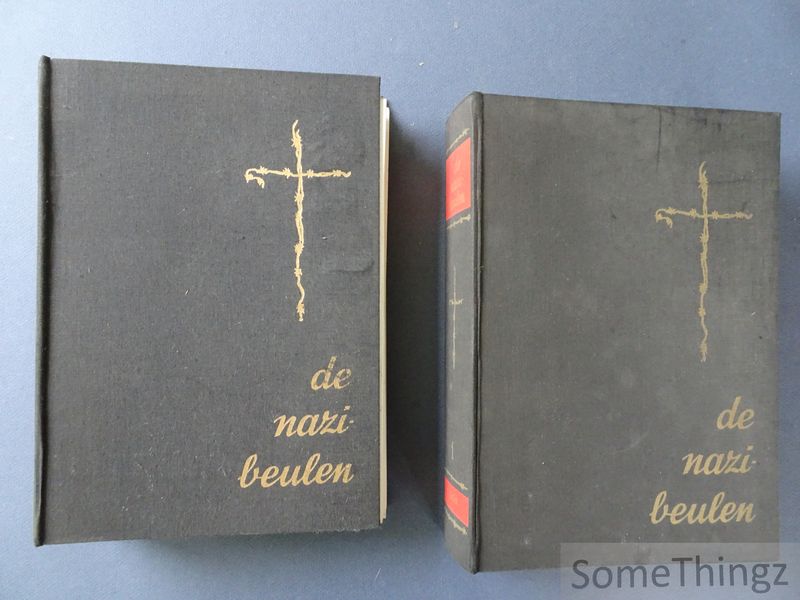 de
nazi-
beulen
de
nazi-
beulen
I
SomeThingz